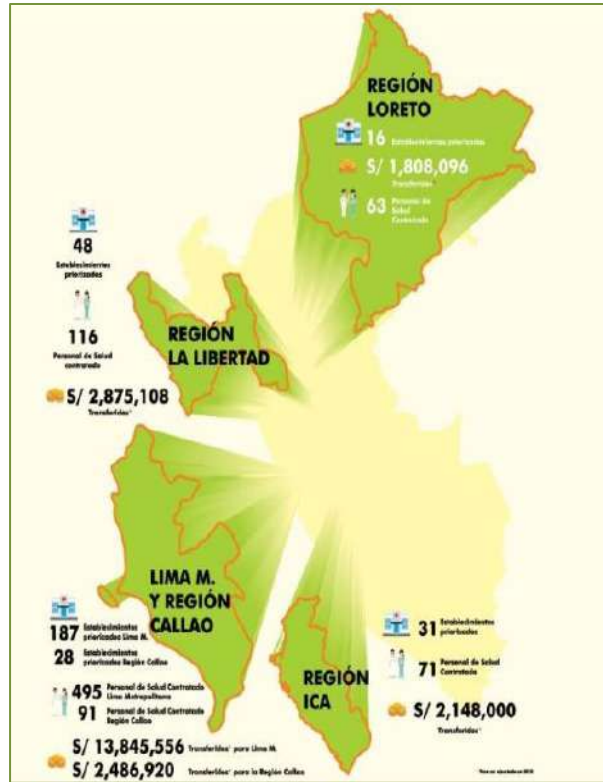 REGIÓN
LORETO
16 Establecimientos priorizados
S/ 1,808,096
Transferidos*
63 Personal de
Salud
Contratado
48
Establecimientos
priorizados
116
Personal de Salud
contratado
S/ 2,875,108
Transferidos*
REGIÓN
LA LIBERTAD
LIMA M.
Y REGIÓN
CALLAO
187 Establecimientos
priorizados Lima M.
28 Establecimientos
priorizados Región Callao
495 Personal de Salud Contratado
Lima Metropolitana
91 Personal de Salud Contratado
Región Callao
S/ 13,845,556 Transferidos* para Lima M.
S/ 2,486,920 Transferidos* para la Región Callao
REGIÓN
ICA
31 Establecimientos
priorizados
71 Personal de Salud
Contratado
S/ 2,148,000
Transferidos*